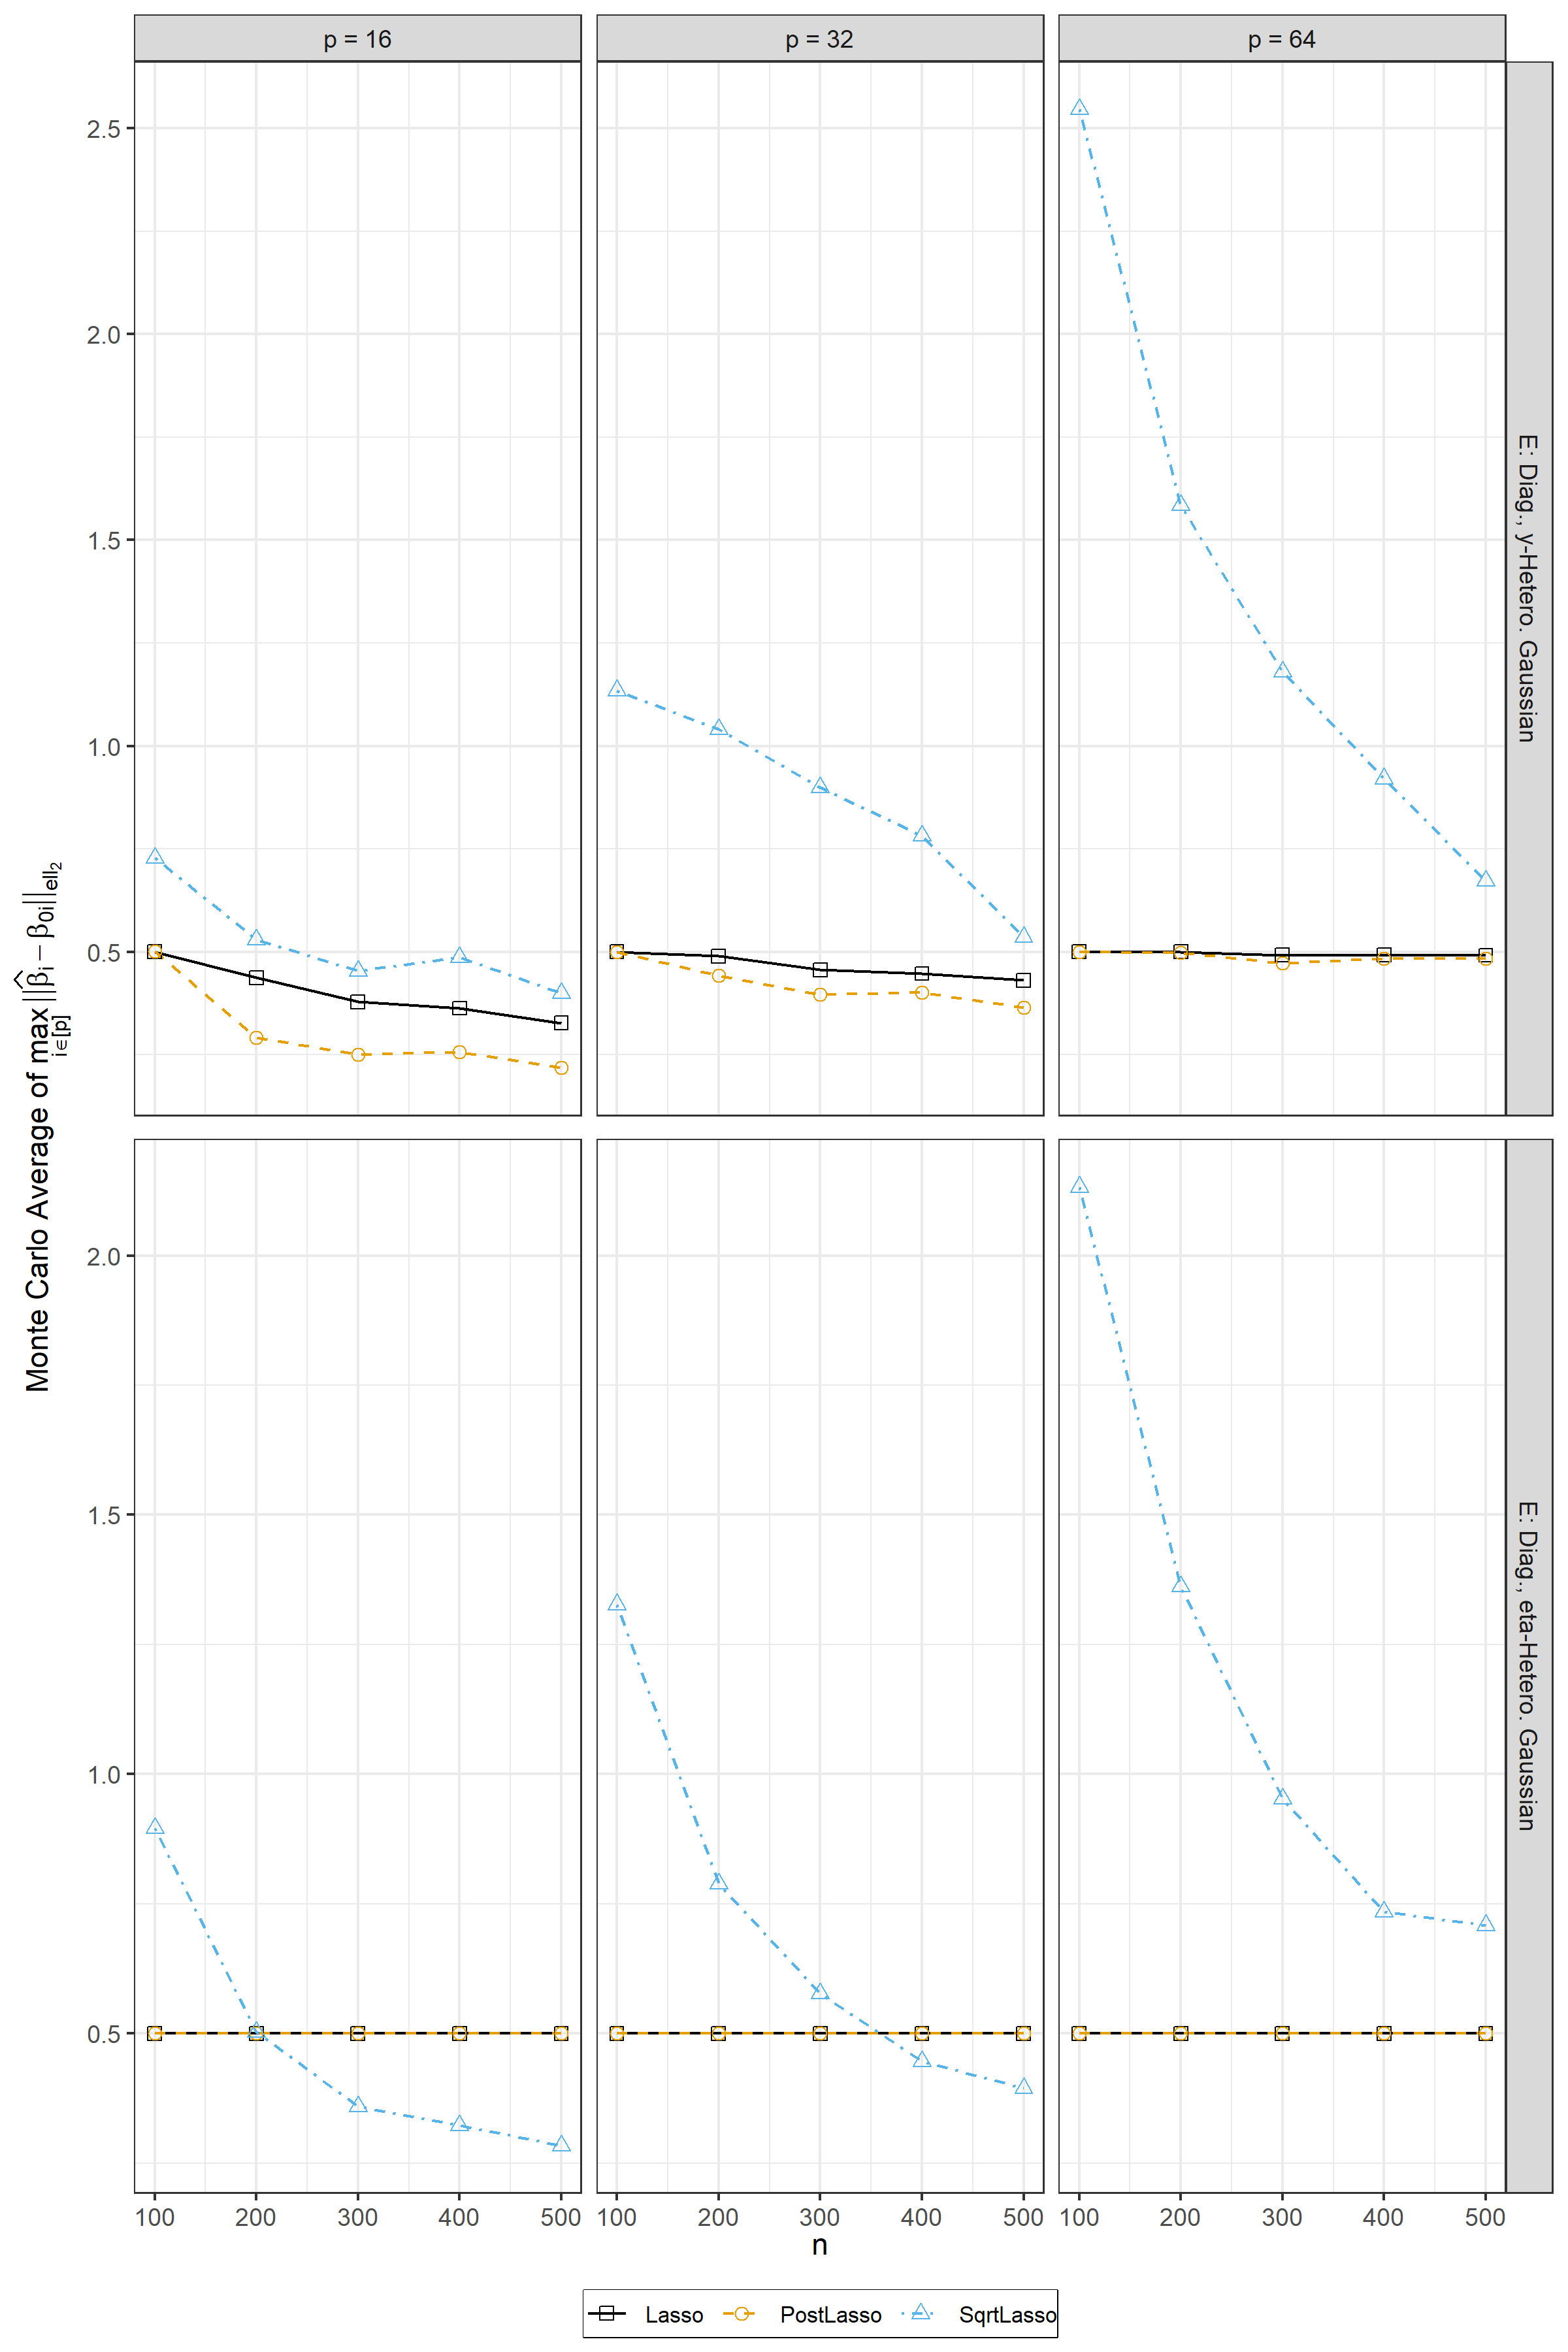 p = 16
p = 32
p = 64
2.5
2.0
1.5
1.0
0.5
E: Diag., y-Hetero. Gaussian
Monte Carlo Average of max i∈[p] ||β̂i − β0i||ell2
2.0
1.5
1.0
0.5
E: Diag., eta-Hetero. Gaussian
100 200 300 400 500
100 200 300 400 500
100 200 300 400 500
n
Lasso PostLasso SqrtLasso